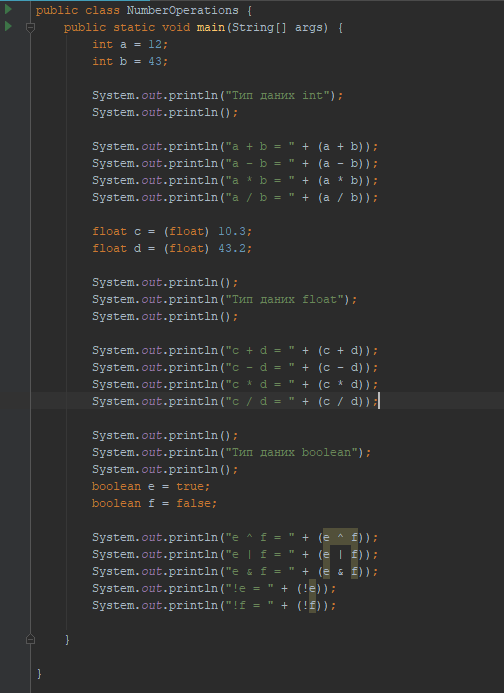 public class NumberOperations {
public static void main(String[] args) {
int a = 12;
int b = 43;
System.out.println("Тип даних int");
System.out.println();
System.out.println("a + b = " + (a + b));
System.out.println("a - b = " + (a - b));
System.out.println("a * b = " + (a * b));
System.out.println("a / b = " + (a / b));
float c = (float) 10.3;
float d = (float) 43.2;
System.out.println();
System.out.println("Тип даних float");
System.out.println();
System.out.println("c + d = " + (c + d));
System.out.println("c - d = " + (c - d));
System.out.println("c * d = " + (c * d));
System.out.println("c / d = " + (c / d));
System.out.println();
System.out.println("Тип даних boolean");
System.out.println();
boolean e = true;
boolean f = false;
System.out.println("e ^ f = " + (e ^ f));
System.out.println("e | f = " + (e | f));
System.out.println("e & f = " + (e & f));
System.out.println("!e = " + (!e));
System.out.println("!f = " + (!f));
}
}